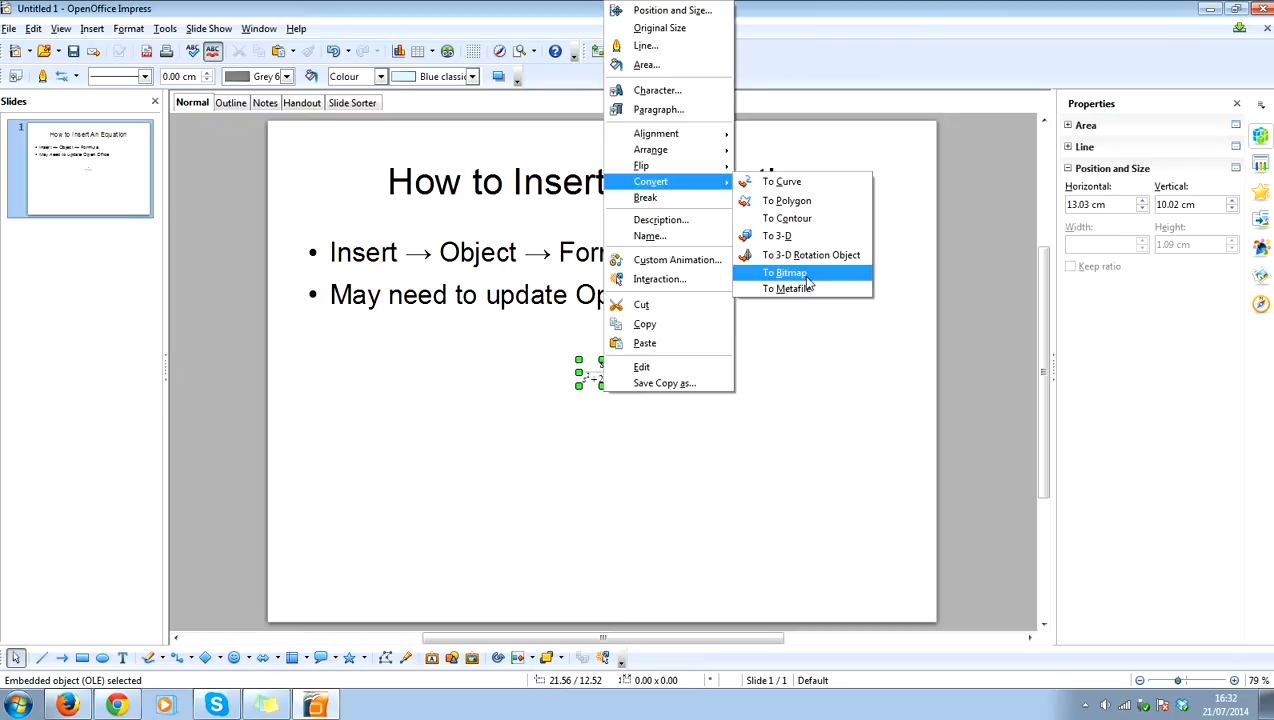 Untitled 1 - OpenOffice Impress
File Edit View Insert Format Tools Slide Show Window Help
0.00 cm Grey 6 Colour Blue classic
Slides
1
How to Insert An Equation
Insert → Object → Formula
May need to update Open Office
Normal Outline Notes Handout Slide Sorter
How to Insert
• Insert → Object → For
• May need to update Op
Position and Size...
Original Size
Line...
Area...
Character...
Paragraph...
Alignment
Arrange
Flip
Convert
Break
Description...
Name...
Custom Animation...
Interaction...
Cut
Copy
Paste
Edit
Save Copy as...
To Curve
To Polygon
To Contour
To 3-D
To 3-D Rotation Object
To Bitmap
To Metafile
Properties
Area
Line
Position and Size
Horizontal: Vertical:
13.03 cm 10.02 cm
Width: Height:
1.09 cm
Keep ratio
Embedded object (OLE) selected
21.56 / 12.52 0.00 x 0.00 * Slide 1 / 1 Default 79 %
16:32
21/07/2014